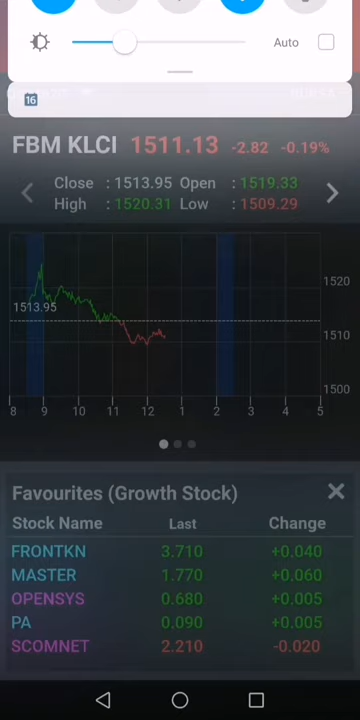 Auto
16
FBM KLCI 1511.13 -2.82 -0.19%
Close : 1513.95 Open : 1519.33
High : 1520.31 Low : 1509.29
1520
1513.95
1510
1500
8 9 10 11 12 1 2 3 4 5
Favourites (Growth Stock)
Stock Name Last Change
FRONTKN 3.710 +0.040
MASTER 1.770 +0.060
OPENSYS 0.680 +0.005
PA 0.090 +0.005
SCOMNET 2.210 -0.020